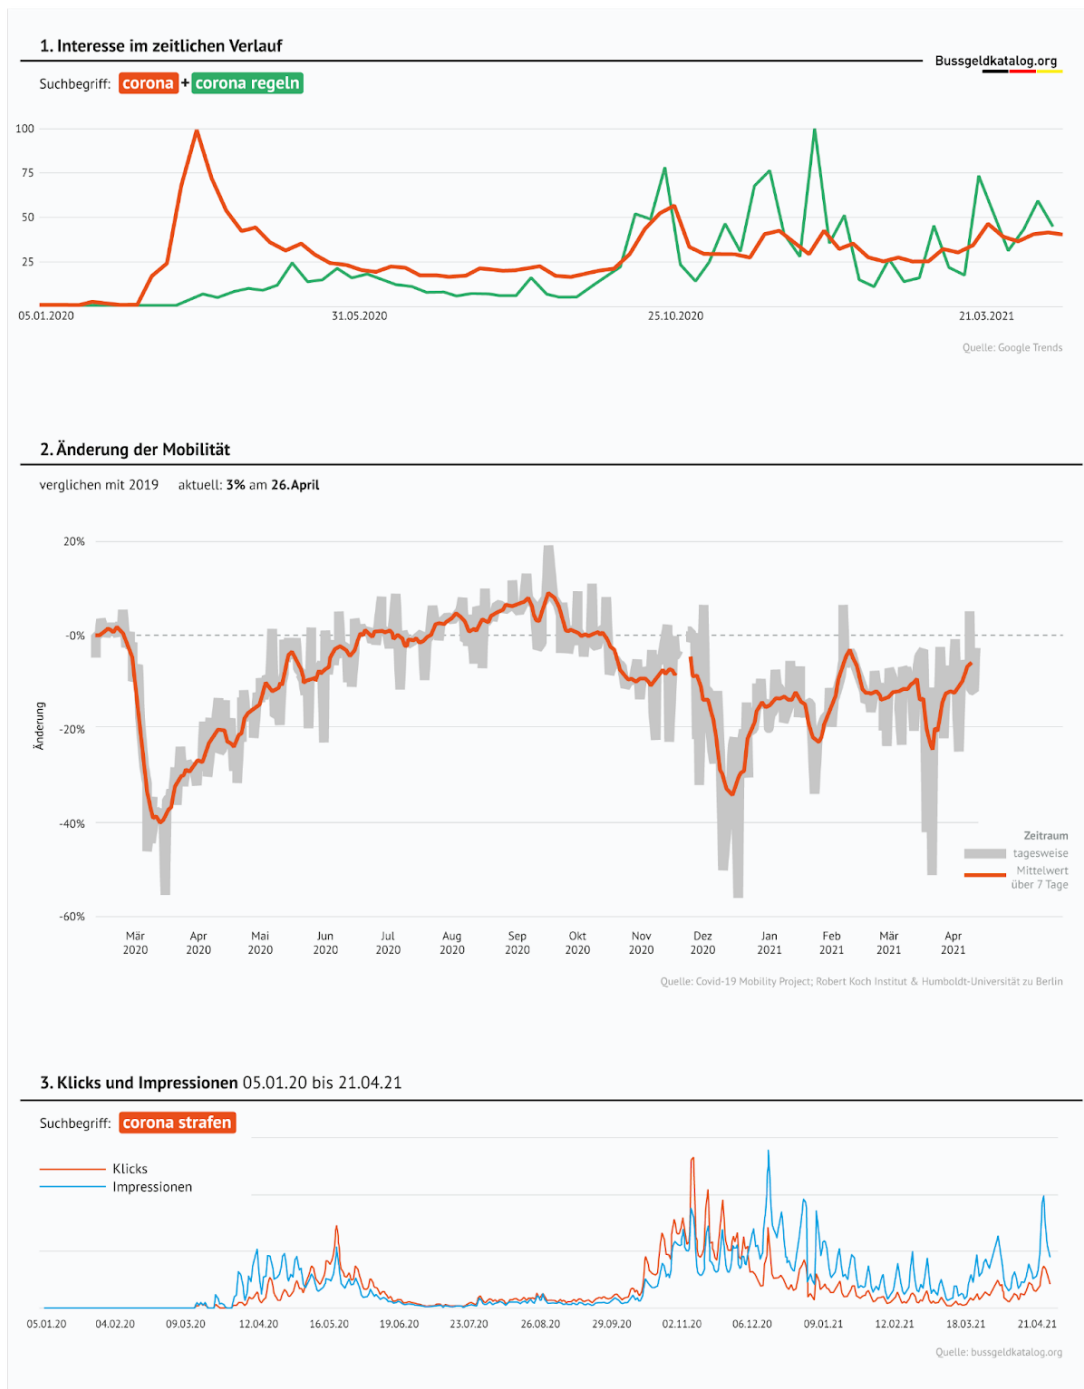 1. Interesse im zeitlichen Verlauf
Bussgeldkatalog.org
Suchbegriff: corona + corona regeln
100
75
50
25
05.01.2020 31.05.2020 25.10.2020 21.03.2021
Quelle: Google Trends
2. Änderung der Mobilität
verglichen mit 2019 aktuell: 3% am 26.April
20%
-0%
-20%
-40%
-60%
Änderung
Zeitraum
tagesweise
Mittelwert
über 7 Tage
Mär Apr Mai Jun Jul Aug Sep Okt Nov Dez Jan Feb Mär Apr
2020 2020 2020 2020 2020 2020 2020 2020 2020 2020 2021 2021 2021 2021
Quelle: Covid-19 Mobility Project; Robert Koch Institut & Humboldt-Universität zu Berlin
3. Klicks und Impressionen 05.01.20 bis 21.04.21
Suchbegriff: corona strafen
Klicks
Impressionen
05.01.20 04.02.20 09.03.20 12.04.20 16.05.20 19.06.20 23.07.20 26.08.20 29.09.20 02.11.20 06.12.20 09.01.21 12.02.21 18.03.21 21.04.21
Quelle: bussgeldkatalog.org